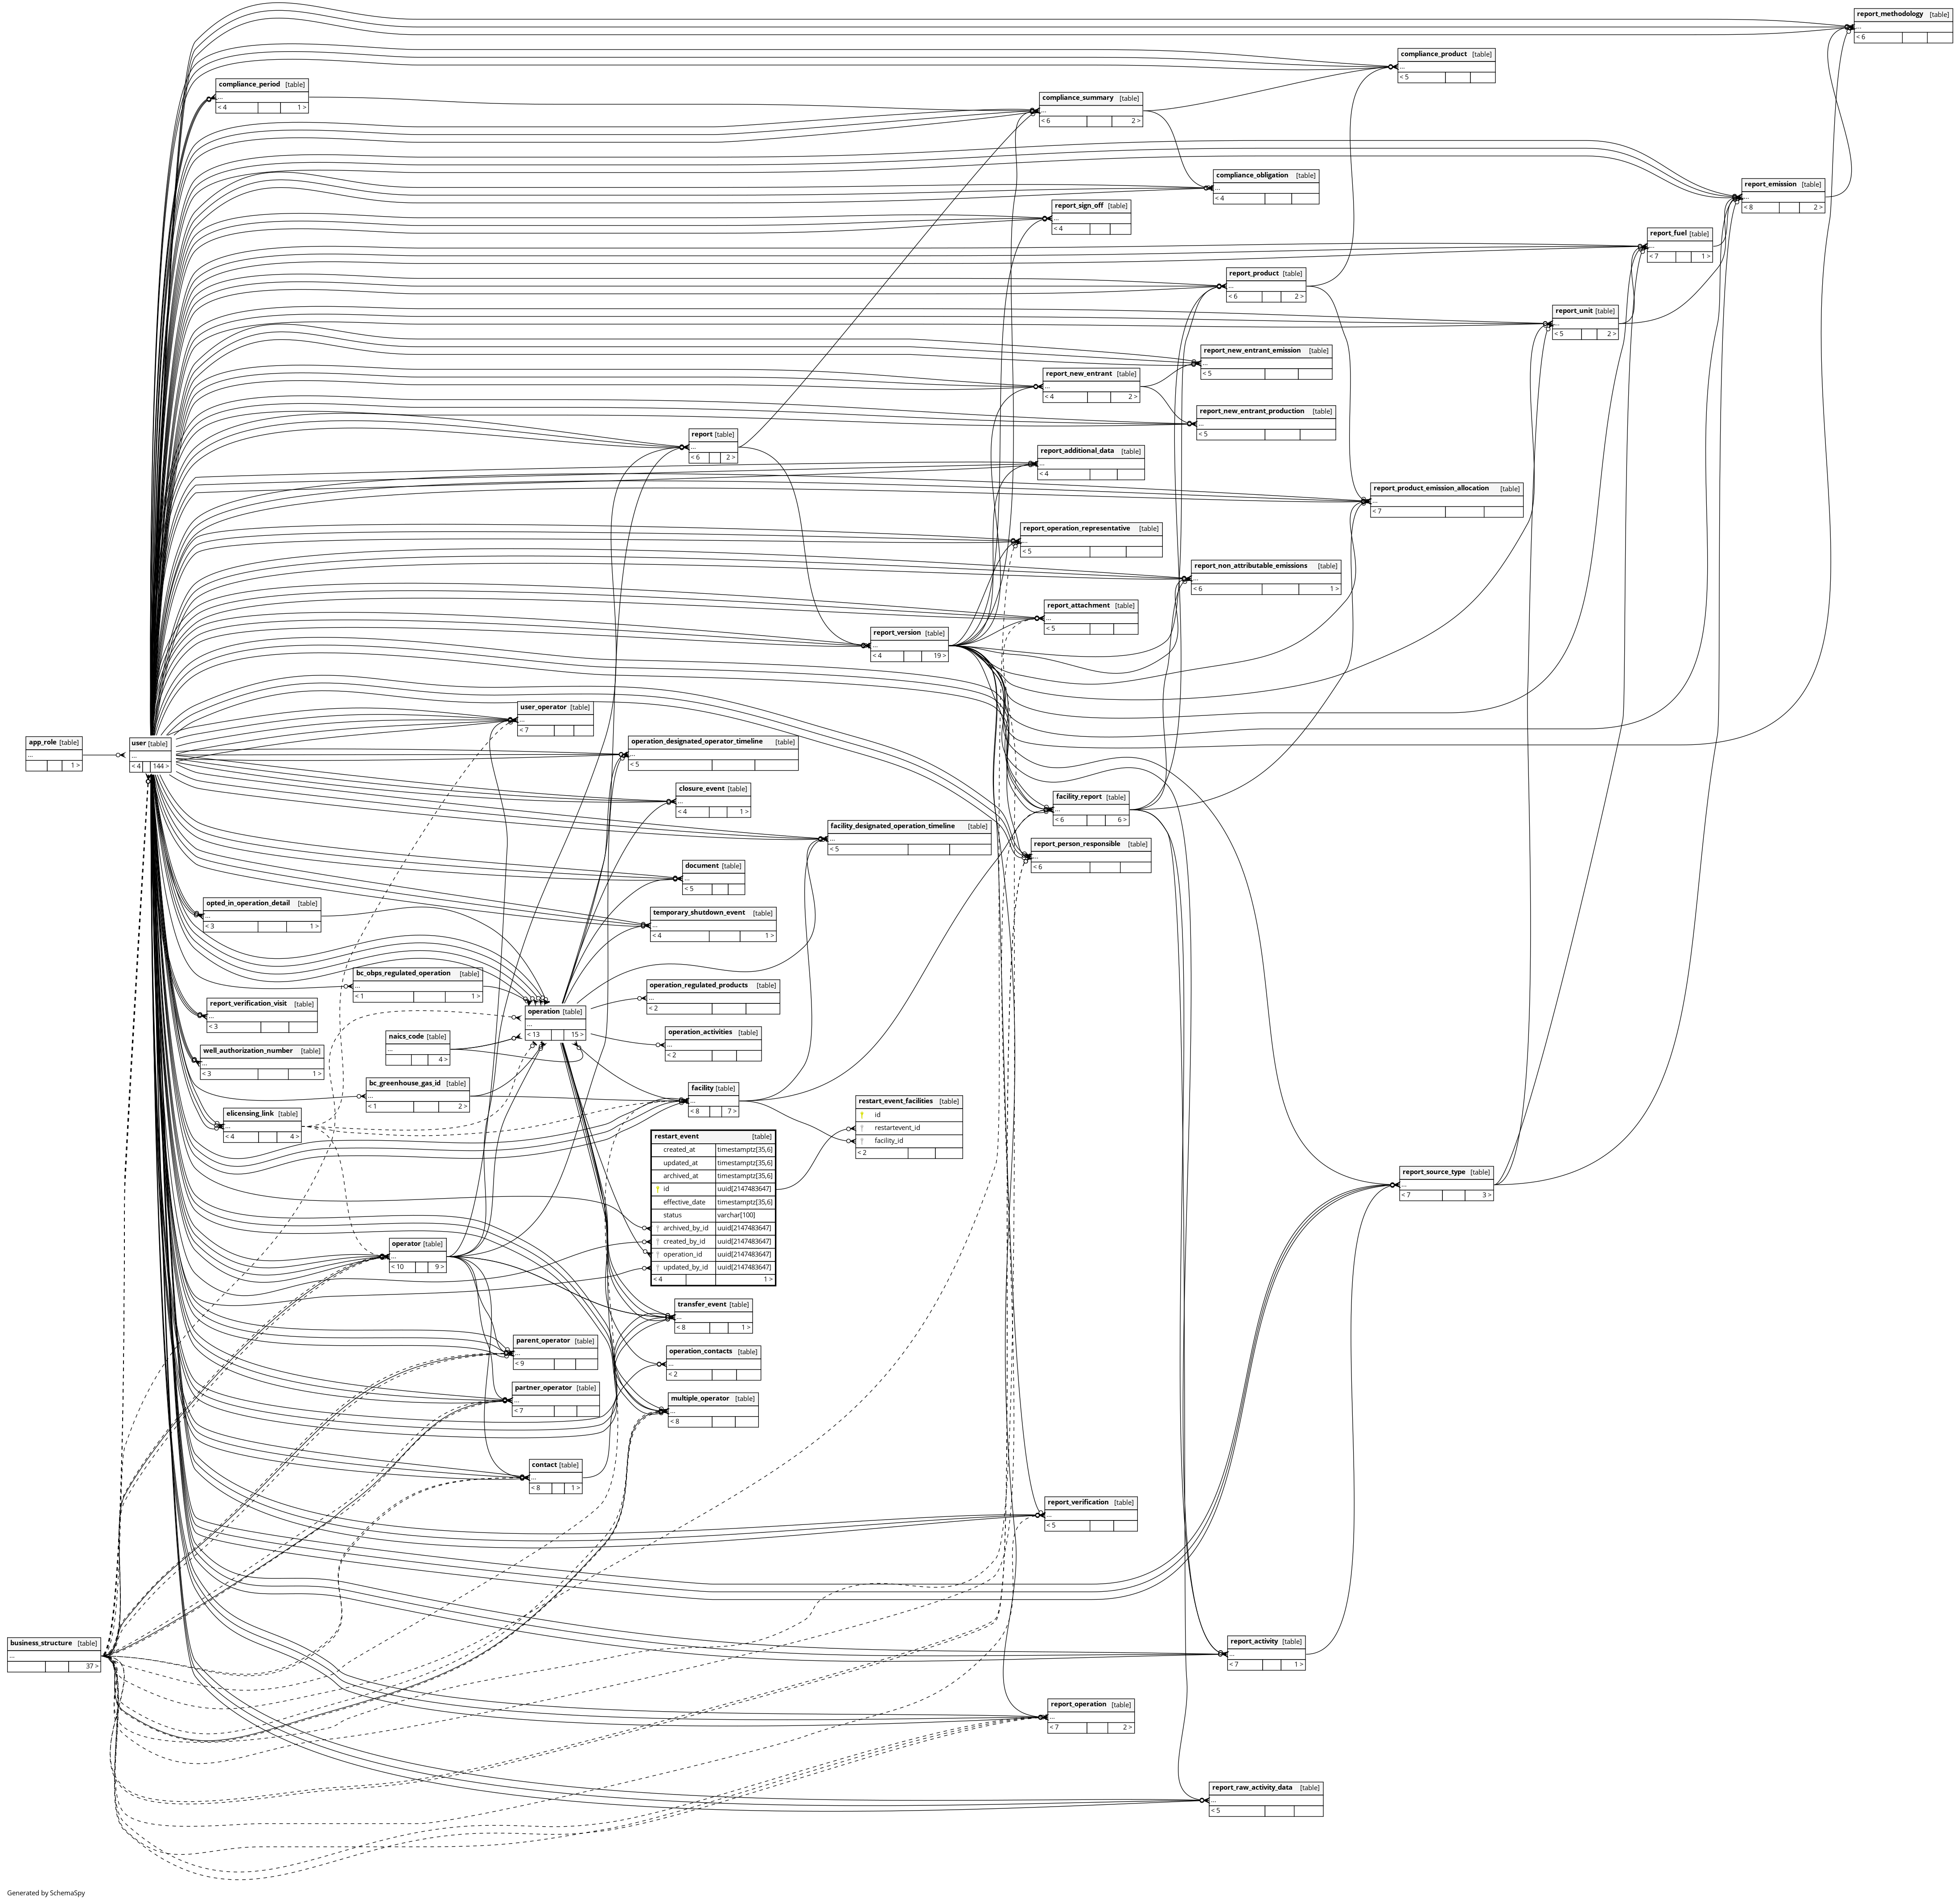 report_methodology [table]
...
< 6
compliance_product [table]
...
< 5
compliance_period [table]
...
< 4 1 >
compliance_summary [table]
...
< 6 2 >
compliance_obligation [table]
...
< 4
report_emission [table]
...
< 8 2 >
report_sign_off [table]
...
< 4
report_fuel [table]
...
< 7 1 >
report_product [table]
...
< 6 2 >
report_unit [table]
...
< 5 2 >
report_new_entrant_emission [table]
...
< 5
report_new_entrant [table]
...
< 4 2 >
report_new_entrant_production [table]
...
< 5
report [table]
...
< 6 2 >
report_additional_data [table]
...
< 4
report_product_emission_allocation [table]
...
< 7
report_operation_representative [table]
...
< 5
report_non_attributable_emissions [table]
...
< 6 1 >
report_attachment [table]
...
< 5
report_version [table]
...
< 4 19 >
user_operator [table]
...
< 7
app_role [table]
...
1 >
user [table]
...
< 4 144 >
operation_designated_operator_timeline [table]
...
< 5
closure_event [table]
...
< 4 1 >
facility_report [table]
...
< 6 6 >
facility_designated_operation_timeline [table]
...
< 5
report_person_responsible [table]
...
< 6
document [table]
...
< 5
opted_in_operation_detail [table]
...
< 3 1 >
temporary_shutdown_event [table]
...
< 4 1 >
bc_obps_regulated_operation [table]
...
< 1 1 >
operation_regulated_products [table]
...
< 2
report_verification_visit [table]
...
< 3
operation [table]
...
< 13 15 >
operation_activities [table]
...
< 2
naics_code [table]
...
4 >
well_authorization_number [table]
...
< 3 1 >
bc_greenhouse_gas_id [table]
...
< 1 2 >
facility [table]
...
< 8 7 >
restart_event_facilities [table]
id
restartevent_id
facility_id
< 2
elicensing_link [table]
...
< 4 4 >
restart_event [table]
created_at timestamptz[35,6]
updated_at timestamptz[35,6]
archived_at timestamptz[35,6]
id uuid[2147483647]
effective_date timestamptz[35,6]
status varchar[100]
archived_by_id uuid[2147483647]
created_by_id uuid[2147483647]
operation_id uuid[2147483647]
updated_by_id uuid[2147483647]
< 4 1 >
report_source_type [table]
...
< 7 3 >
operator [table]
...
< 10 9 >
transfer_event [table]
...
< 8 1 >
parent_operator [table]
...
< 9
operation_contacts [table]
...
< 2
partner_operator [table]
...
< 7
multiple_operator [table]
...
< 8
contact [table]
...
< 8 1 >
report_verification [table]
...
< 5
business_structure [table]
...
37 >
report_activity [table]
...
< 7 1 >
report_operation [table]
...
< 7 2 >
report_raw_activity_data [table]
...
< 5
Generated by SchemaSpy